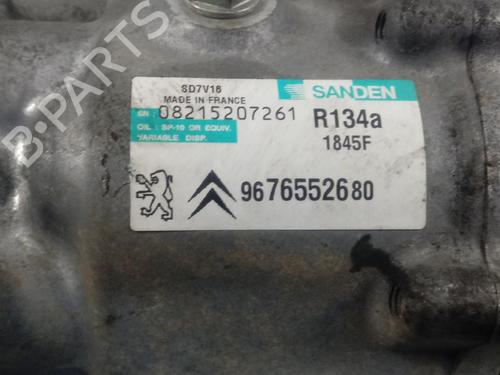 SD7V16
MADE IN FRANCE
SANDEN
SN : 08215207261
R134a
OIL : SP-10 OR EQUIV.
VARIABLE DISP.
1845F
9676552680
B-PARTS